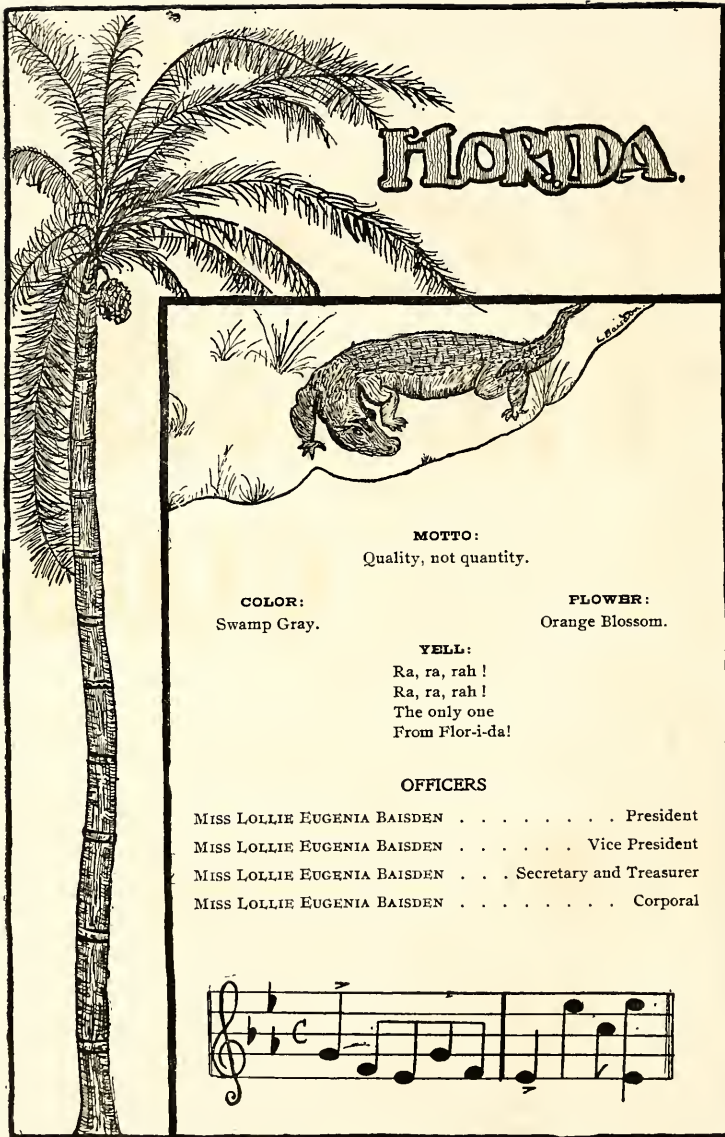 FLORIDA.
L. Baisden
MOTTO:
Quality, not quantity.
COLOR:
Swamp Gray.
FLOWER:
Orange Blossom.
YELL:
Ra, ra, rah !
Ra, ra, rah !
The only one
From Flor-i-da!
OFFICERS
MISS LOLLIE EUGENIA BAISDEN . . . . . . . . President
MISS LOLLIE EUGENIA BAISDEN . . . . . . Vice President
MISS LOLLIE EUGENIA BAISDEN . . . Secretary and Treasurer
MISS LOLLIE EUGENIA BAISDEN . . . . . . . . Corporal